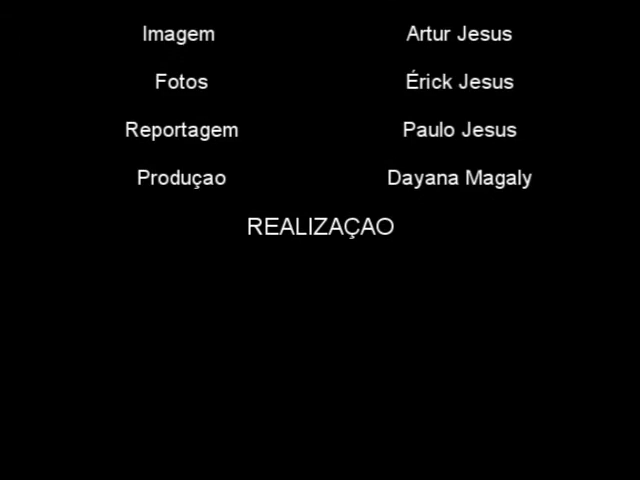 Imagem Artur Jesus
Fotos Érick Jesus
Reportagem Paulo Jesus
Produçao Dayana Magaly
REALIZAÇAO